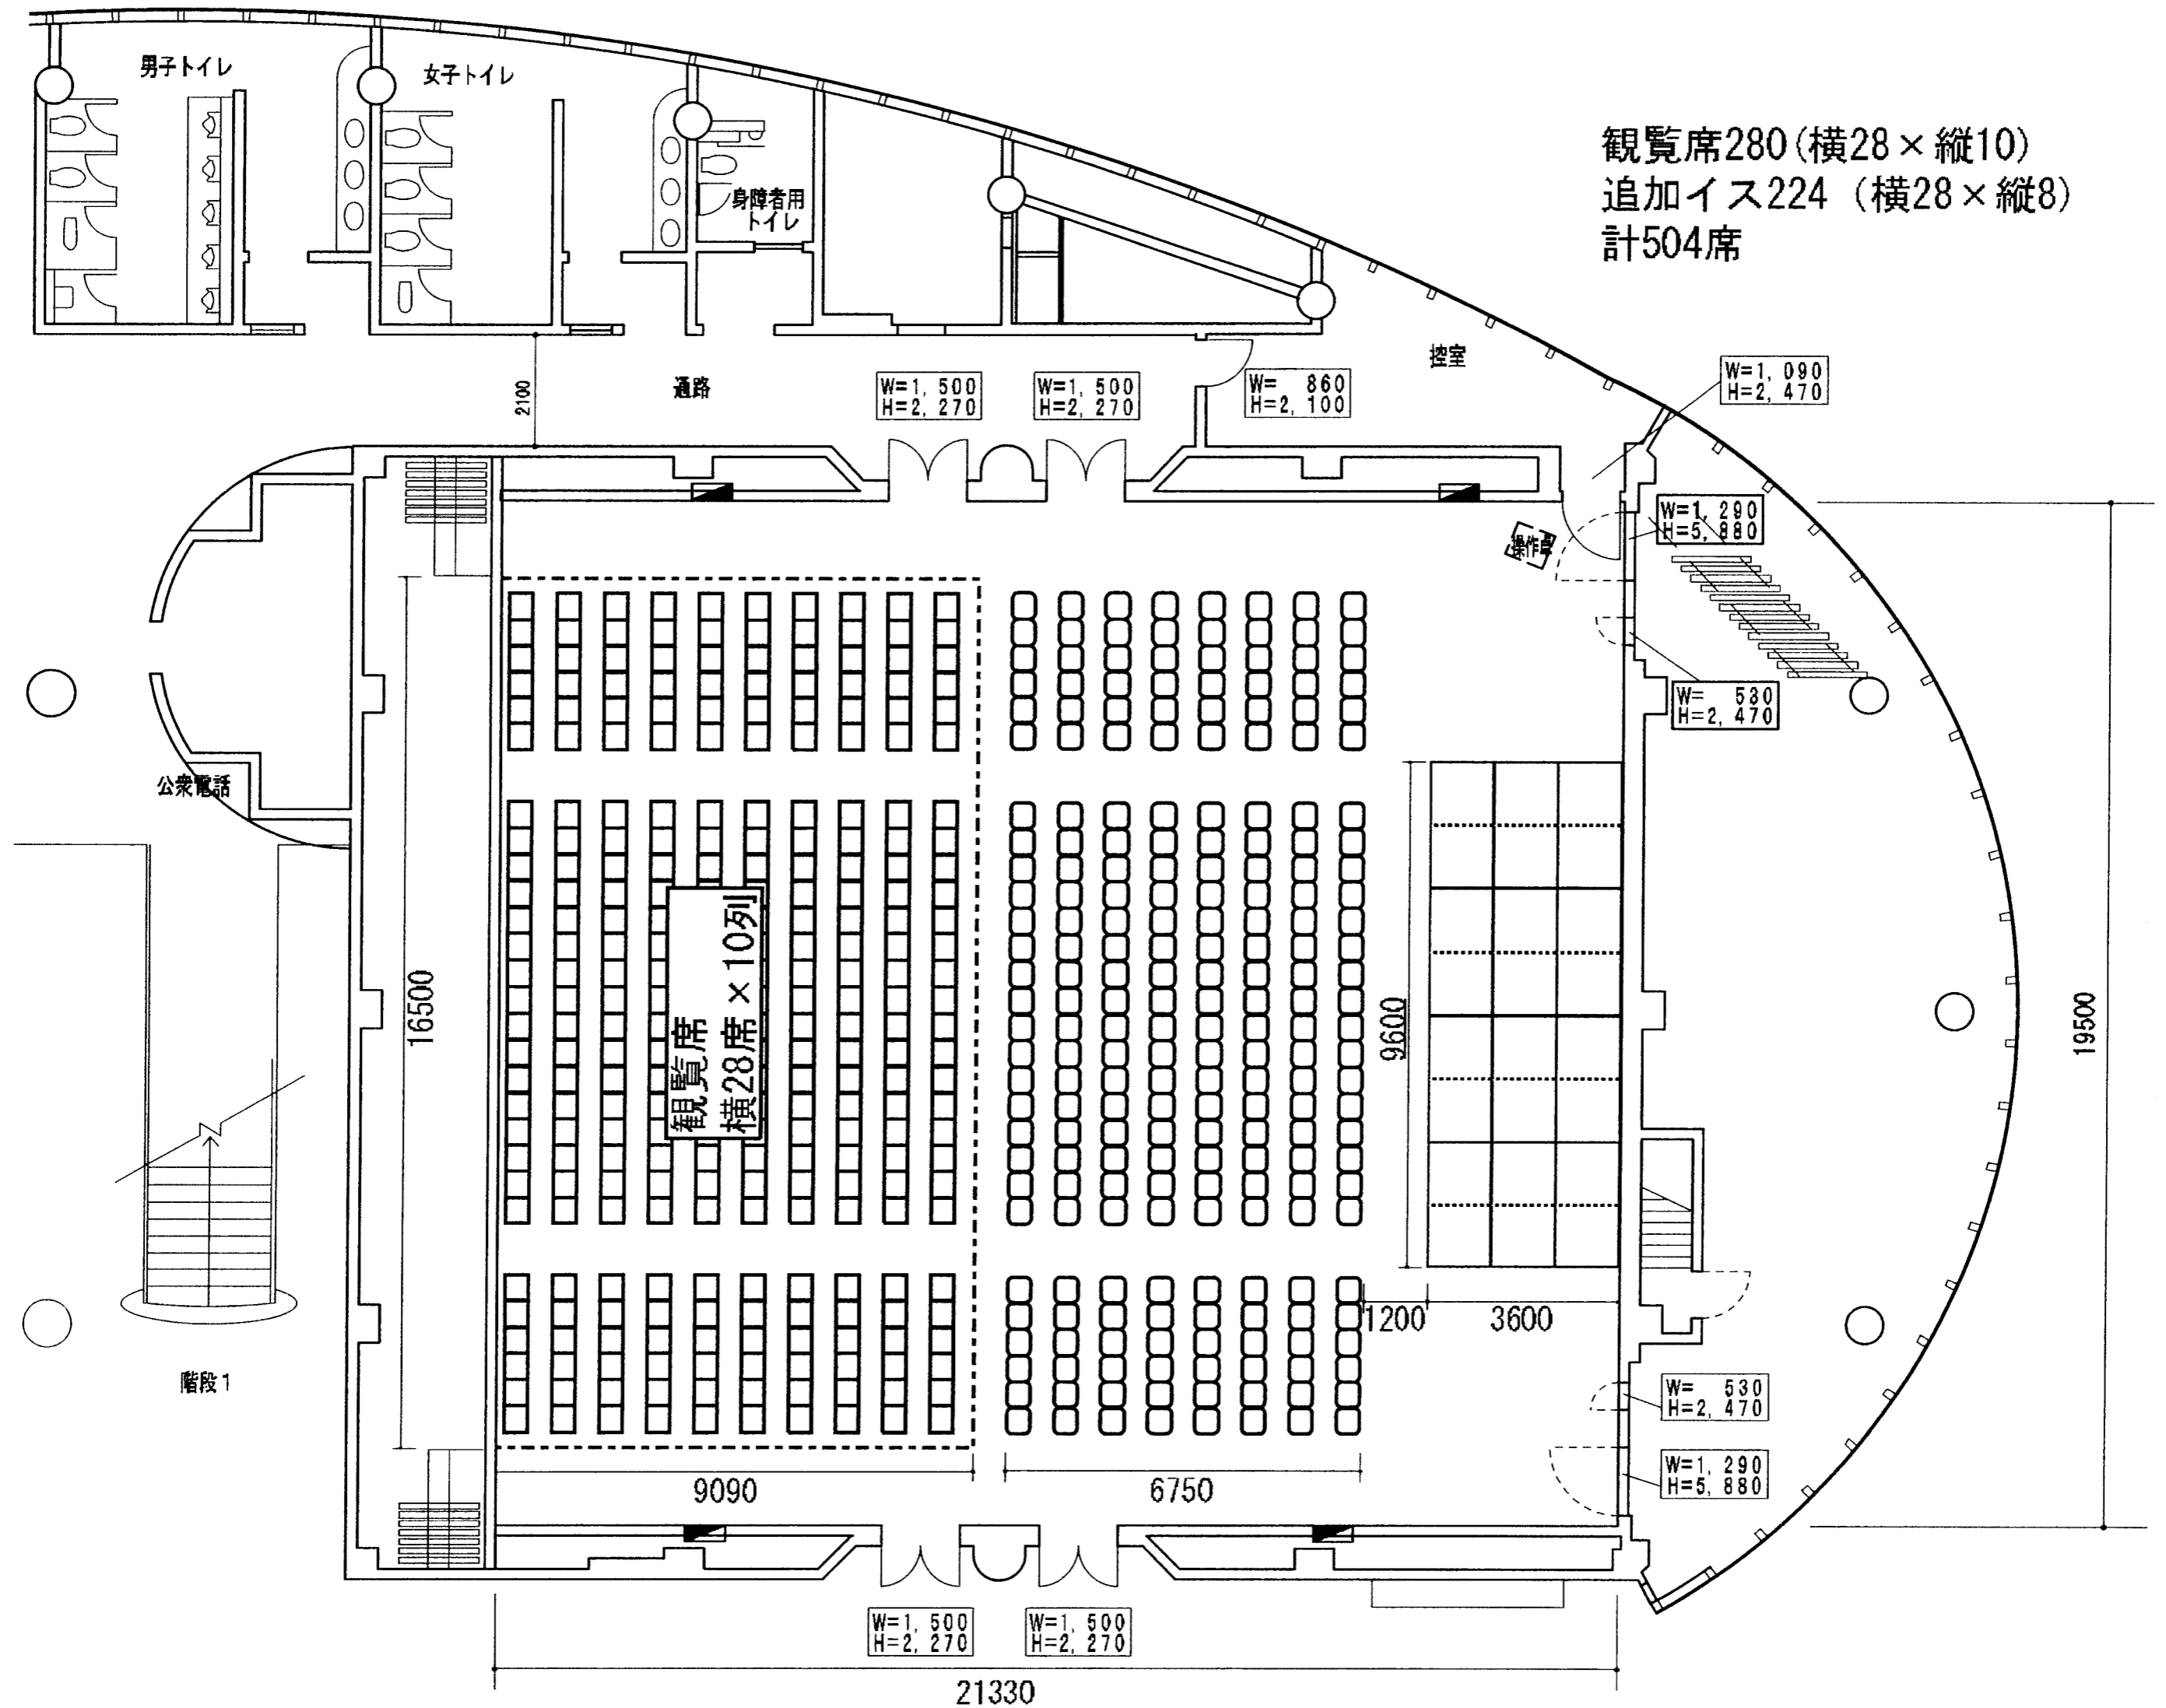 男子トイレ
女子トイレ
身障者用
トイレ
観覧席280(横28×縦10)
追加イス224 (横28×縦8)
計504席
控室
通路
2100
W=1, 500
H=2, 270
W=1, 500
H=2, 270
W= 860
H=2, 100
W=1, 090
H=2, 470
操作卓
W=1, 290
H=5, 880
W= 530
H=2, 470
公衆電話
16500
観覧席
横28席×10列
9600
19500
1200
3600
階段1
W= 530
H=2, 470
W=1, 290
H=5, 880
9090
6750
W=1, 500
H=2, 270
W=1, 500
H=2, 270
21330